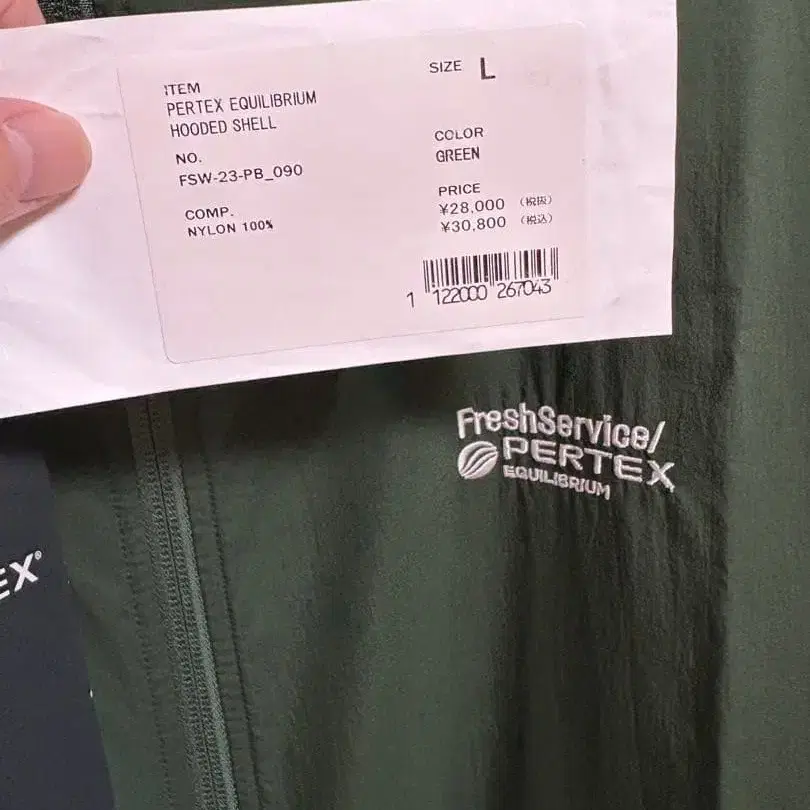 ITEM
PERTEX EQUILIBRIUM
HOODED SHELL
NO.
FSW-23-PB_090
COMP.
NYLON 100%
SIZE L
COLOR
GREEN
PRICE
¥28,000 (税抜)
¥30,800 (税込)
1 122000 267043
FreshService/
PERTEX
EQUILIBRIUM
EX®